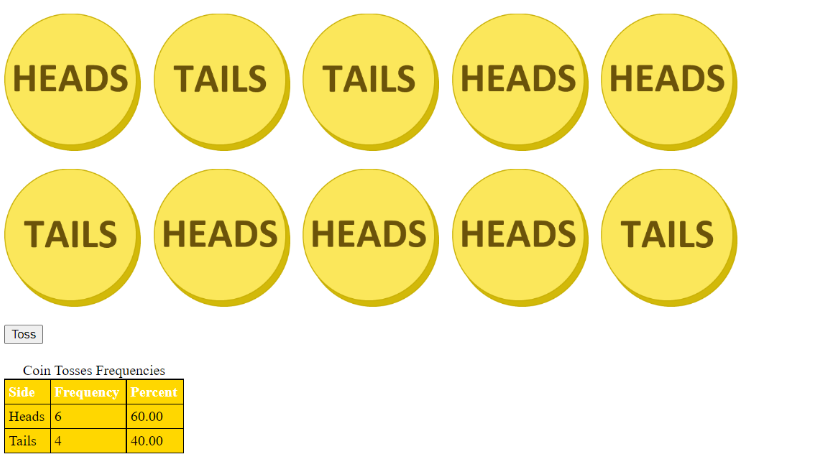 HEADS TAILS TAILS HEADS HEADS
TAILS HEADS HEADS HEADS TAILS
Toss
Coin Tosses Frequencies
Side Frequency Percent
Heads 6 60.00
Tails 4 40.00